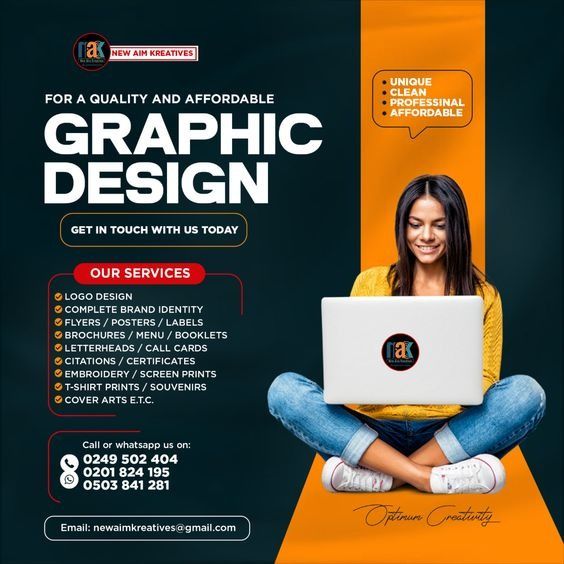 nak
NEW AIM KREATIVES
FOR A QUALITY AND AFFORDABLE
GRAPHIC
DESIGN
GET IN TOUCH WITH US TODAY
• UNIQUE
• CLEAN
• PROFESSINAL
• AFFORDABLE
OUR SERVICES
LOGO DESIGN
COMPLETE BRAND IDENTITY
FLYERS / POSTERS / LABELS
BROCHURES / MENU / BOOKLETS
LETTERHEADS / CALL CARDS
CITATIONS / CERTIFICATES
EMBROIDERY / SCREEN PRINTS
T-SHIRT PRINTS / SOUVENIRS
COVER ARTS E.T.C.
nak
Call or whatsapp us on:
0249 502 404
0201 824 195
0503 841 281
Email: newaimkreatives@gmail.com
Optimum Creativity